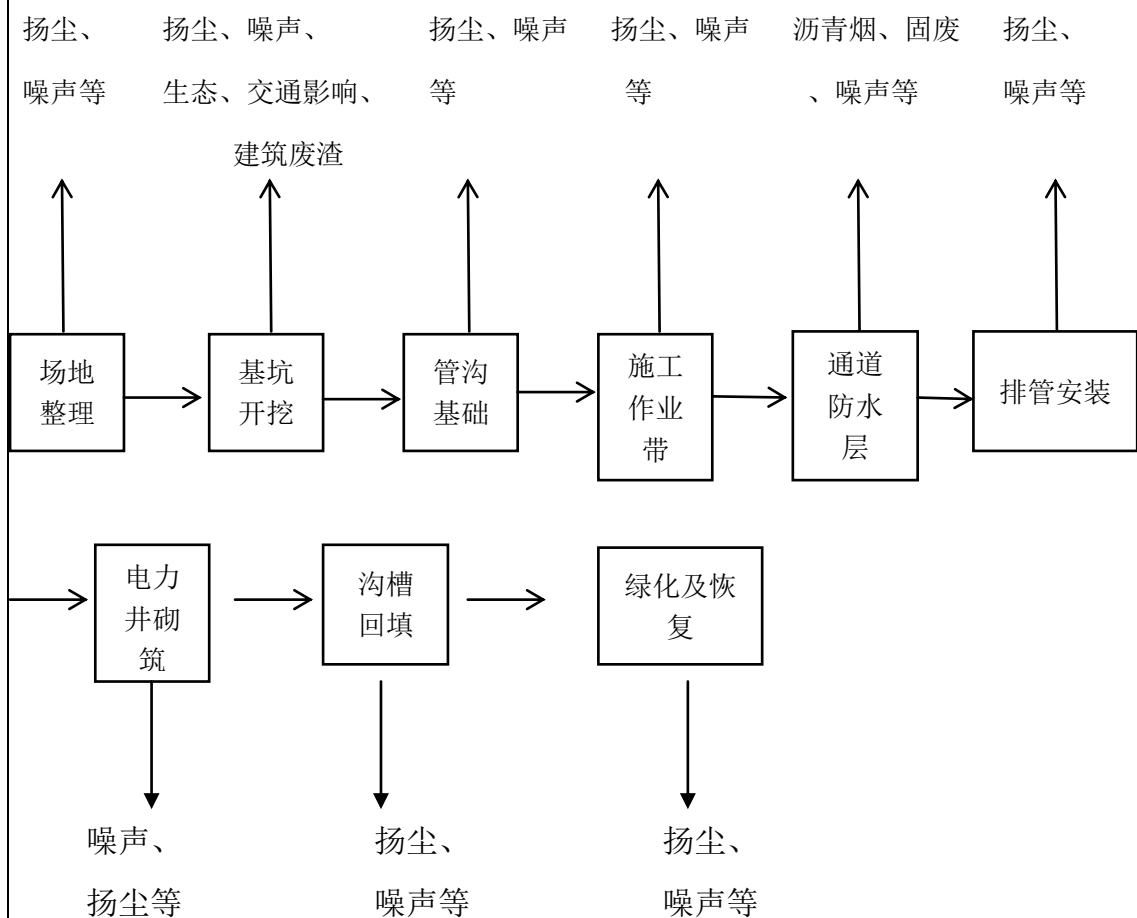 扬尘、
噪声等
扬尘、噪声、
生态、交通影响、
建筑废渣
扬尘、噪声
等
扬尘、噪声
等
沥青烟、固废
、噪声等
扬尘、
噪声等
场地
整理
基坑
开挖
管沟
基础
施工
作业
带
通道
防水
层
排管安装
电力
井砌
筑
沟槽
回填
绿化及恢
复
噪声、
扬尘等
扬尘、
噪声等
扬尘、
噪声等